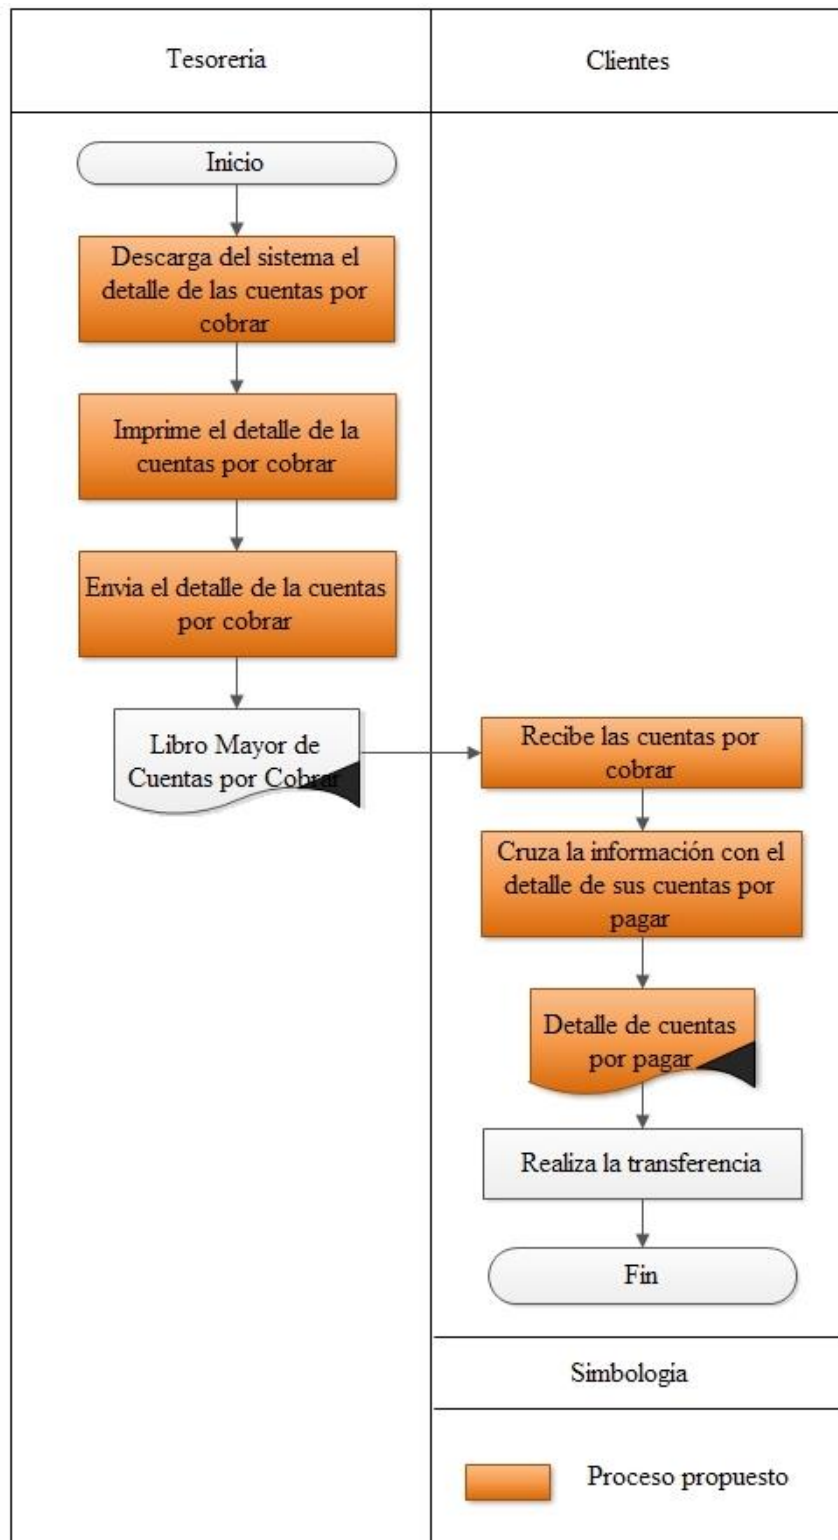 Tesoreria
Clientes
Inicio
Descarga del sistema el
detalle de las cuentas por
cobrar
Imprime el detalle de la
cuentas por cobrar
Envia el detalle de la cuentas
por cobrar
Libro Mayor de
Cuentas por Cobrar
Recibe las cuentas por
cobrar
Cruza la información con el
detalle de sus cuentas por
pagar
Detalle de cuentas
por pagar
Realiza la transferencia
Fin
Simbología
Proceso propuesto